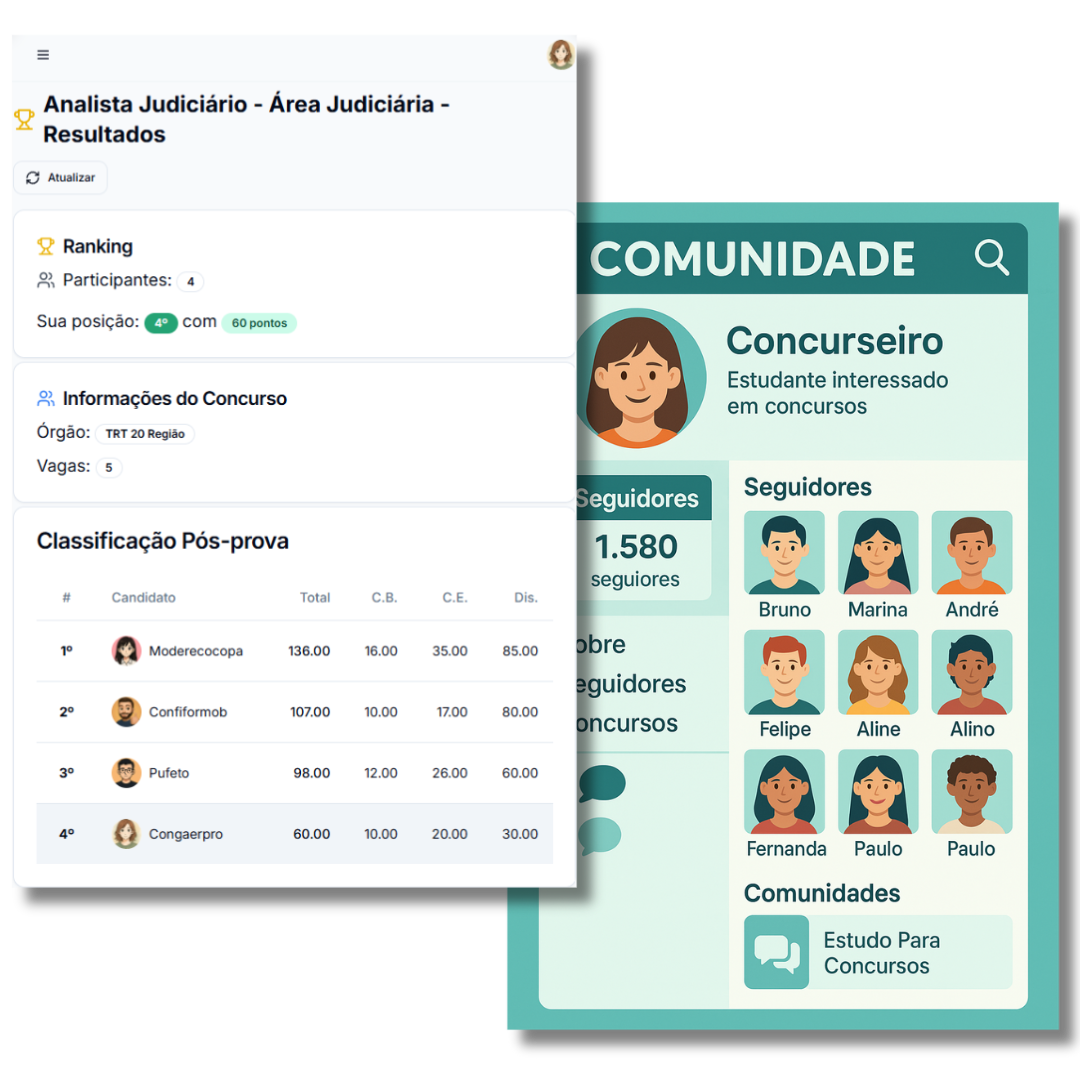 Analista Judiciário - Área Judiciária -
Resultados
Atualizar
Ranking
Participantes: 4
Sua posição: 4º com 60 pontos
Informações do Concurso
Órgão: TRT 20 Região
Vagas: 5
Classificação Pós-prova
# Candidato Total C.B. C.E. Dis.
1º Moderecocopa 136.00 16.00 35.00 85.00
2º Confiformob 107.00 10.00 17.00 80.00
3º Pufeto 98.00 12.00 26.00 60.00
4º Congaerpro 60.00 10.00 20.00 30.00
COMUNIDADE
Concurseiro
Estudante interessado
em concursos
Seguidores
1.580
seguiores
obre
eguidores
oncursos
Seguidores
Bruno Marina André
Felipe Aline Alino
Fernanda Paulo Paulo
Comunidades
Estudo Para
Concursos